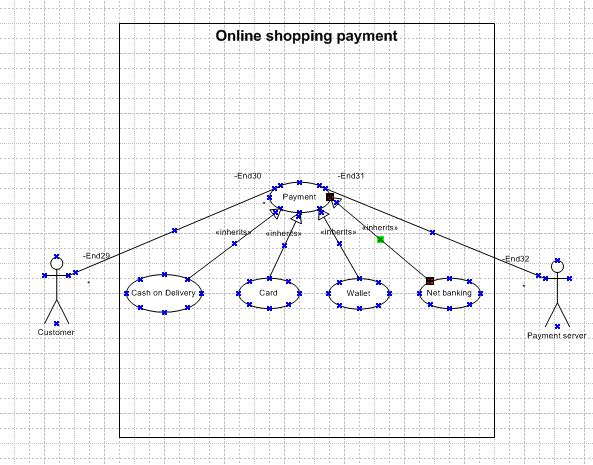 Online shopping payment
-End30
-End31
Payment
*
«inherits»
«inherits»
«inherits»
«inherits»
-End29
-End32
*
*
Cash on Delivery
Card
Wallet
Net banking
Customer
Payment server